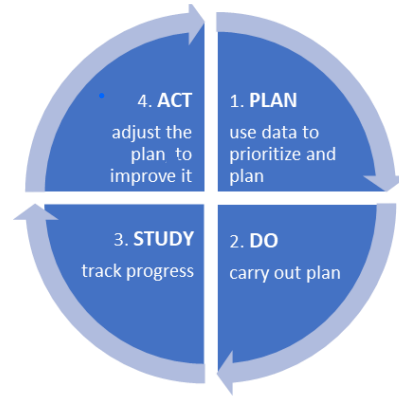 1. PLAN
use data to
prioritize and
plan
2. DO
carry out plan
3. STUDY
track progress
4. ACT
adjust the
plan to
improve it